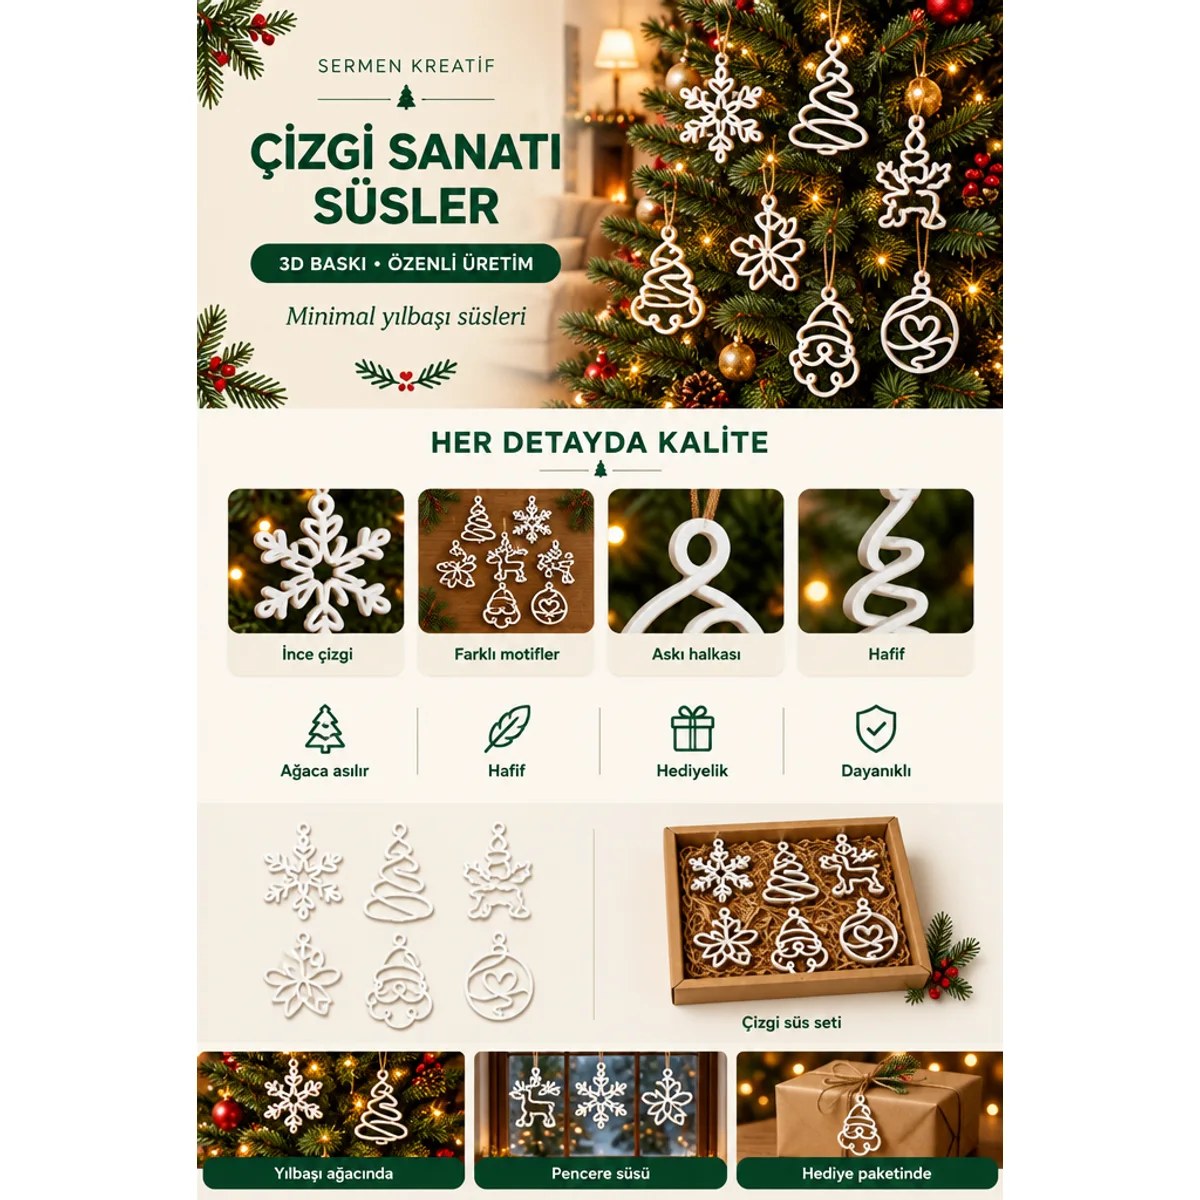 SERMEN KREATİF
ÇİZGİ SANATI
SÜSLER
3D BASKI • ÖZENLİ ÜRETİM
Minimal yılbaşı süsleri
HER DETAYDA KALİTE
İnce çizgi
Farklı motifler
Askı halkası
Hafif
Ağaca asılır
Hafif
Hediyelik
Dayanıklı
Çizgi süs seti
Yılbaşı ağacında
Pencere süsü
Hediye paketinde